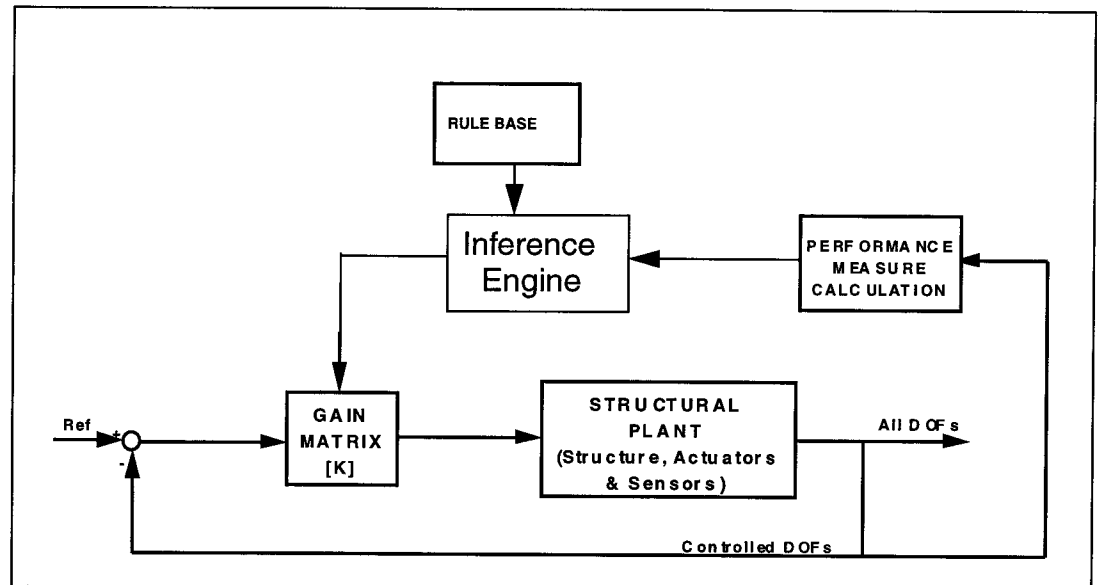 RULE BASE
Inference
Engine
PERFORMANCE
MEASURE
CALCULATION
Ref
+
-
GAIN
MATRIX
[K]
STRUCTURAL
PLANT
(Structure, Actuators
& Sensors)
All DOFs
Controlled DOFs